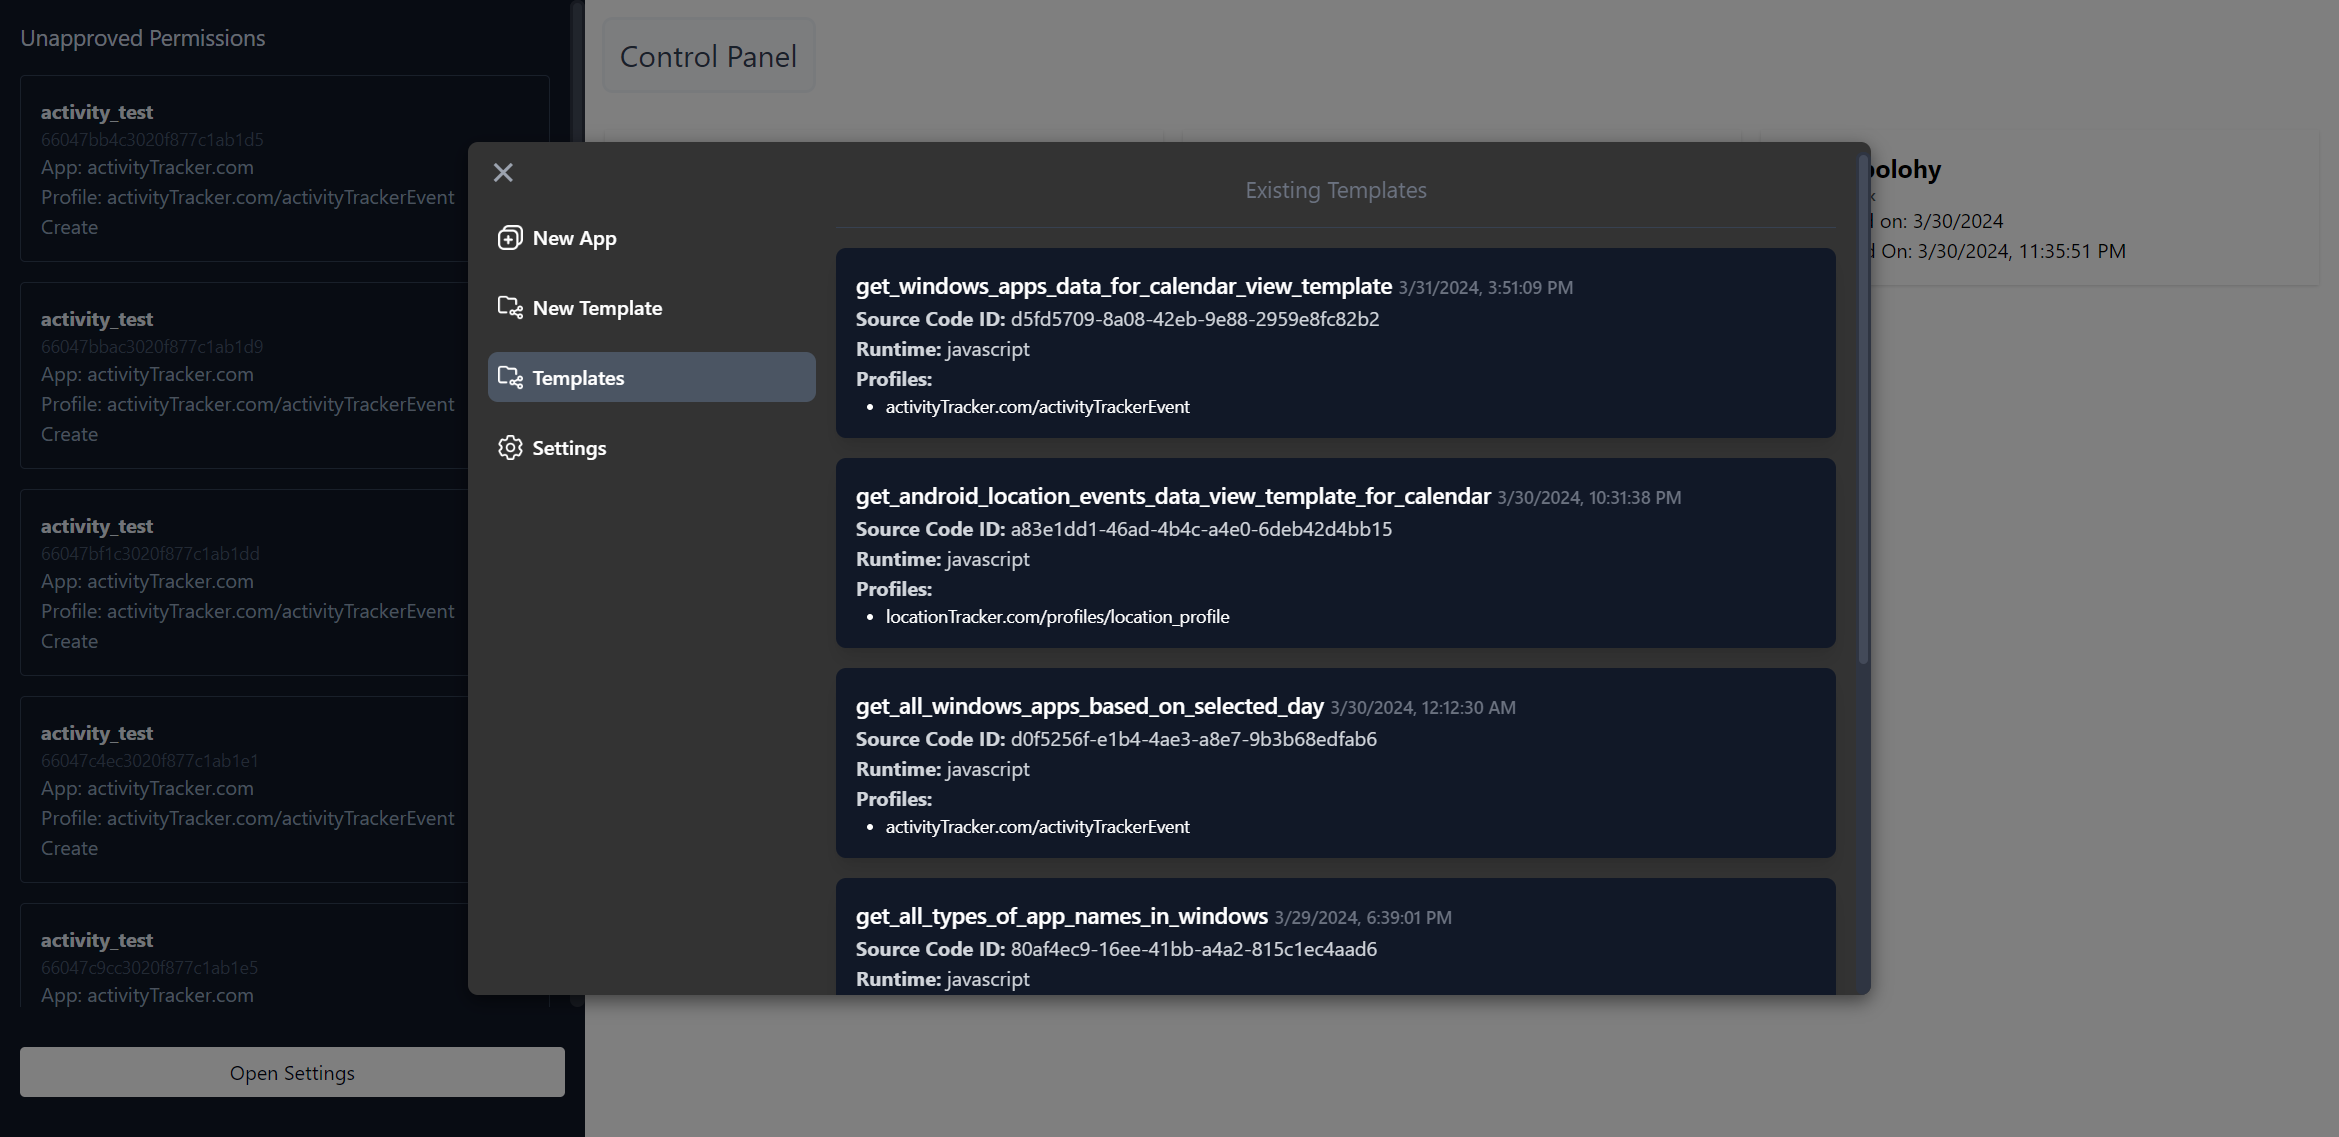 Unapproved Permissions
activity_test
66047bb4c3020f877c1ab1d5
App: activityTracker.com
Profile: activityTracker.com/activityTrackerEvent
Create
activity_test
66047bbac3020f877c1ab1d9
App: activityTracker.com
Profile: activityTracker.com/activityTrackerEvent
Create
activity_test
66047bf1c3020f877c1ab1dd
App: activityTracker.com
Profile: activityTracker.com/activityTrackerEvent
Create
activity_test
66047c4ec3020f877c1ab1e1
App: activityTracker.com
Profile: activityTracker.com/activityTrackerEvent
Create
activity_test
66047c9cc3020f877c1ab1e5
App: activityTracker.com
Open Settings
Control Panel
New App
New Template
Templates
Settings
Existing Templates
get_windows_apps_data_for_calendar_view_template 3/31/2024, 3:51:09 PM
Source Code ID: d5fd5709-8a08-42eb-9e88-2959e8fc82b2
Runtime: javascript
Profiles:
• activityTracker.com/activityTrackerEvent
get_android_location_events_data_view_template_for_calendar 3/30/2024, 10:31:38 PM
Source Code ID: a83e1dd1-46ad-4b4c-a4e0-6deb42d4bb15
Runtime: javascript
Profiles:
• locationTracker.com/profiles/location_profile
get_all_windows_apps_based_on_selected_day 3/30/2024, 12:12:30 AM
Source Code ID: d0f5256f-e1b4-4ae3-a8e7-9b3b68edfab6
Runtime: javascript
Profiles:
• activityTracker.com/activityTrackerEvent
get_all_types_of_app_names_in_windows 3/29/2024, 6:39:01 PM
Source Code ID: 80af4ec9-16ee-41bb-a4a2-815c1ec4aad6
Runtime: javascript
on: 3/30/2024
On: 3/30/2024, 11:35:51 PM